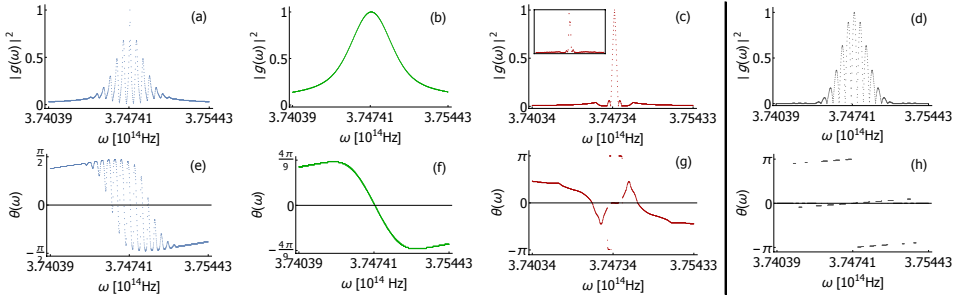 (a)
1
0.5
0
| g(ω) | ²
3.74039 3.74741 3.75443
ω [10¹⁴Hz]
(b)
1
0.5
0
| g(ω) | ²
3.74039 3.74741 3.75443
ω [10¹⁴Hz]
(c)
1
0.5
0
| g(ω) | ²
3.74034 3.74734 3.75433
ω [10¹⁴Hz]
(d)
1
0.5
0
| g(ω) | ²
3.74039 3.74741 3.75443
ω [10¹⁴Hz]
(e)
π/2
0
−π/2
θ(ω)
3.74039 3.74741 3.75443
ω [10¹⁴Hz]
(f)
4π/9
0
−4π/9
θ(ω)
3.74039 3.74741 3.75443
ω [10¹⁴Hz]
(g)
π
0
−π
θ(ω)
3.74034 3.74734 3.75433
ω [10¹⁴Hz]
(h)
π
0
−π
θ(ω)
3.74039 3.74741 3.75443
ω [10¹⁴Hz]